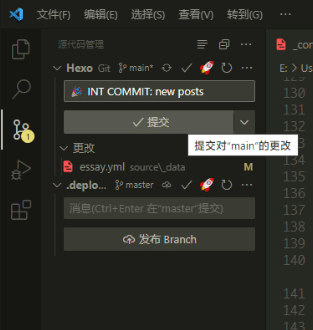 文件(F) 编辑(E) 选择(S) 查看(V) 转到(G)
源代码管理
_con
Hexo Git main*
E: > Us
129
INT COMMIT: new posts
130
131
提交
132
133
提交对“main”的更改
更改
134
essay.yml source\_data M
135
.deplo... master
136
137
消息(Ctrl+Enter 在“master”提交)
138
发布 Branch
139
140
141
142
143
144
1